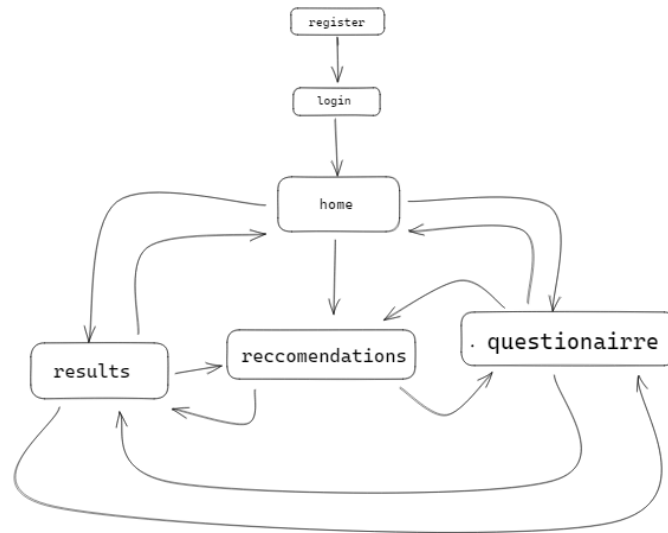 register
login
home
results
reccomendations
. questionairre